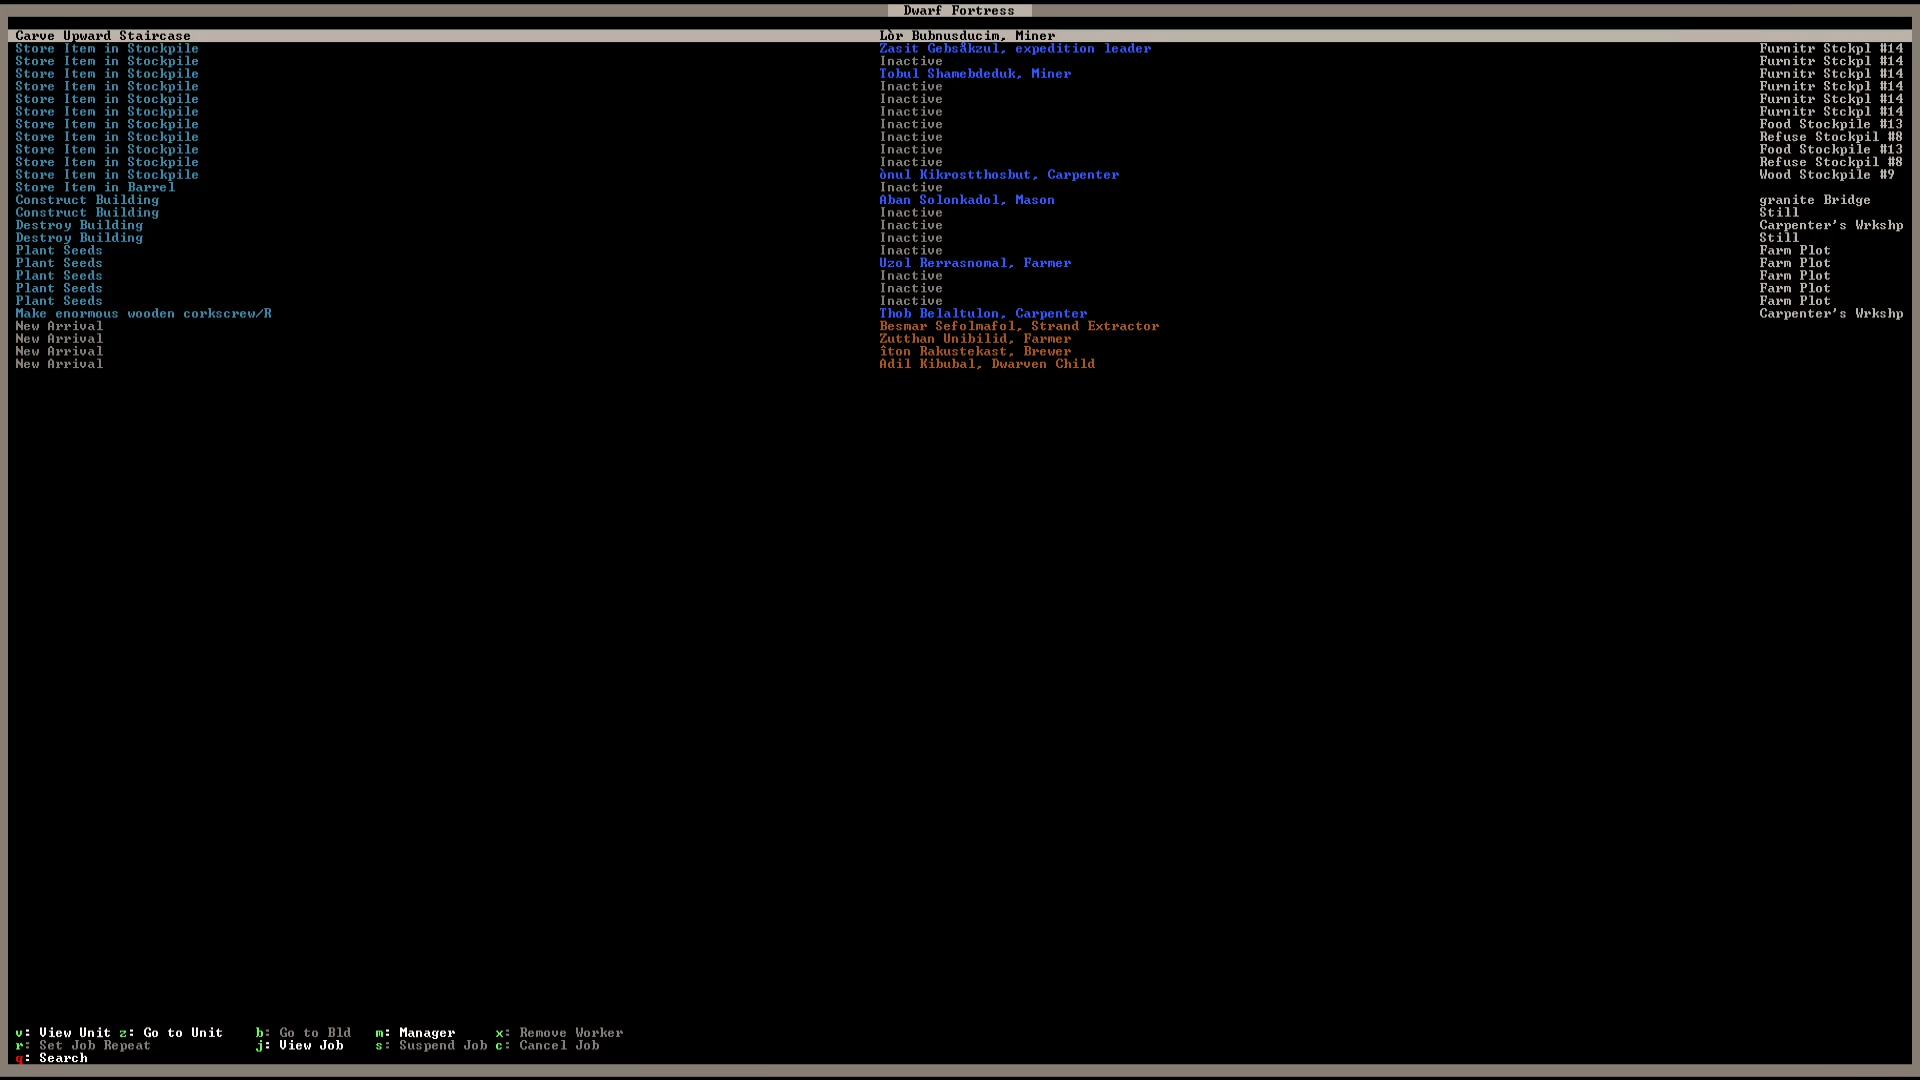 Dwarf Fortress
Carve Upward Staircase Lòr Bubnusducim, Miner
Store Item in Stockpile Zasit Gebsåkzul, expedition leader Furnitr Stckpl #14
Store Item in Stockpile Inactive Furnitr Stckpl #14
Store Item in Stockpile Tobul Shamebdeduk, Miner Furnitr Stckpl #14
Store Item in Stockpile Inactive Furnitr Stckpl #14
Store Item in Stockpile Inactive Furnitr Stckpl #14
Store Item in Stockpile Inactive Furnitr Stckpl #14
Store Item in Stockpile Inactive Food Stockpile #13
Store Item in Stockpile Inactive Refuse Stockpil #8
Store Item in Stockpile Inactive Food Stockpile #13
Store Item in Stockpile Inactive Refuse Stockpil #8
Store Item in Stockpile ònul Kikrostthosbut, Carpenter Wood Stockpile #9
Store Item in Barrel Inactive
Construct Building Aban Solonkadol, Mason granite Bridge
Construct Building Inactive Still
Destroy Building Inactive Carpenter's Wrkshp
Destroy Building Inactive Still
Plant Seeds Inactive Farm Plot
Plant Seeds Uzol Rerrasnomal, Farmer Farm Plot
Plant Seeds Inactive Farm Plot
Plant Seeds Inactive Farm Plot
Plant Seeds Inactive Farm Plot
Make enormous wooden corkscrew/R Thob Belaltulon, Carpenter Carpenter's Wrkshp
New Arrival Besmar Sefolmafol, Strand Extractor
New Arrival Zutthan Unibilid, Farmer
New Arrival îton Rakustekast, Brewer
New Arrival Adil Kibubal, Dwarven Child
v: View Unit z: Go to Unit b: Go to Bld m: Manager x: Remove Worker
r: Set Job Repeat j: View Job s: Suspend Job c: Cancel Job
q: Search